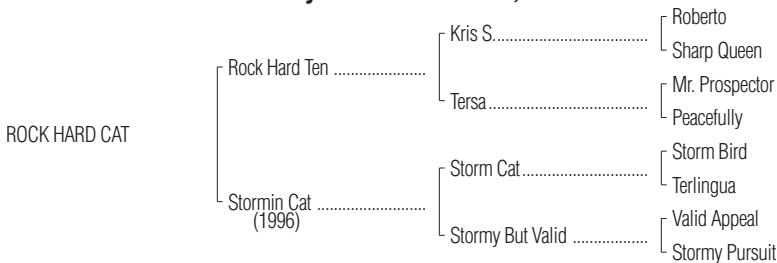 Roberto
Kris S.
Sharp Queen
Rock Hard Ten
Mr. Prospector
Tersa
Peacefully
ROCK HARD CAT
Storm Bird
Storm Cat
Terlingua
Stormin Cat
(1996)
Valid Appeal
Stormy But Valid
Stormy Pursuit